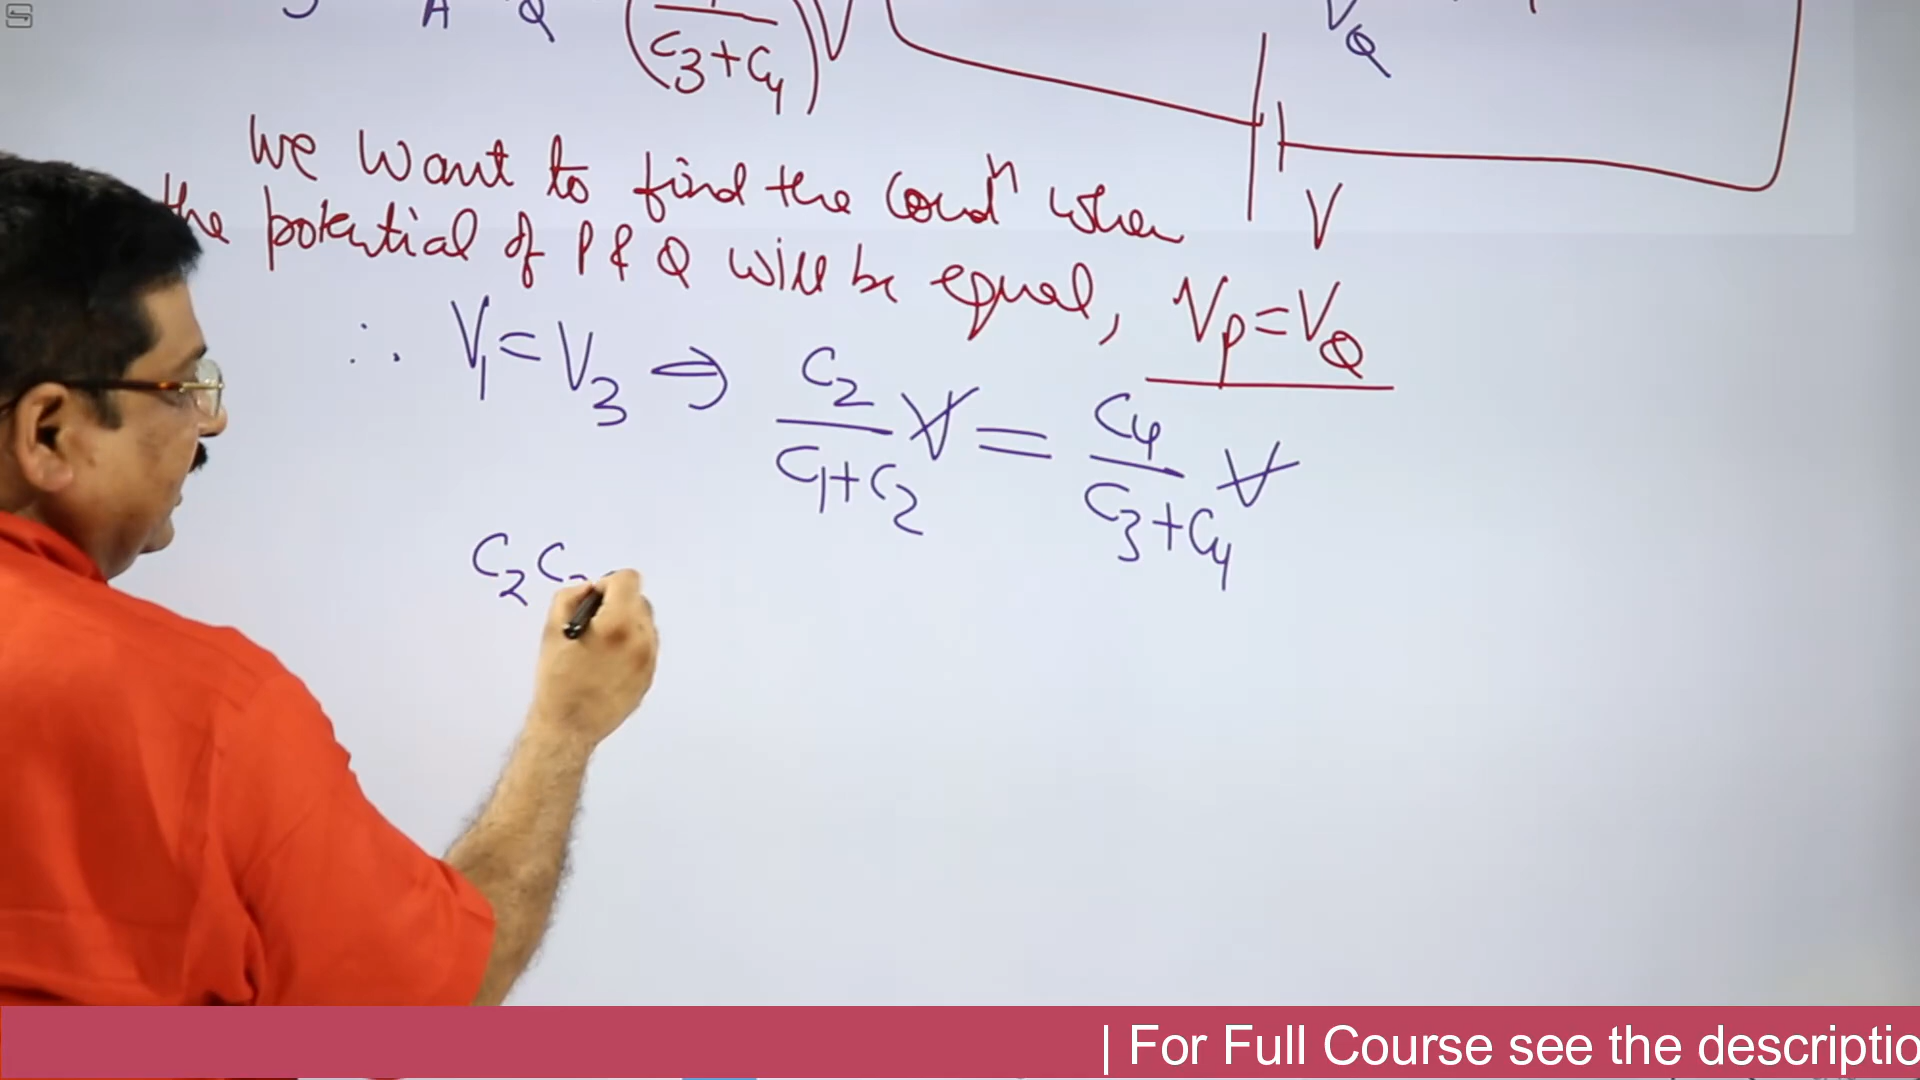 A Q
C3+C4 V
VQ
V
We want to find the condn when
the potential of P & Q will be equal, VP=VQ
∴ V1=V3 ⇒ C2/C1+C2 V = C4/C3+C4 V
C2C3
| For Full Course see the descriptio